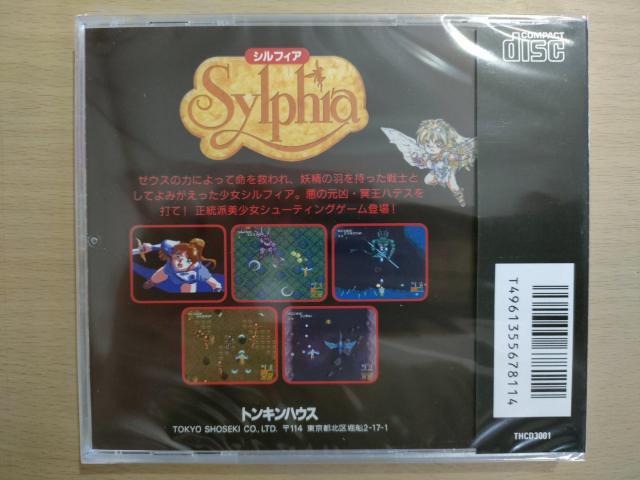 COMPACT
disc
シルフィア
Sylphia
ゼウスの力によって命を救われ、妖精の羽を持った戦士と
してよみがえった少女シルフィア。悪の元凶・冥王ハデスを
打て! 正統派美少女シューティングゲーム登場!
T4961355678114
トンキンハウス
TOKYO SHOSEKI CO.,LTD. 〒114 東京都北区堀船2-17-1
THCD3001